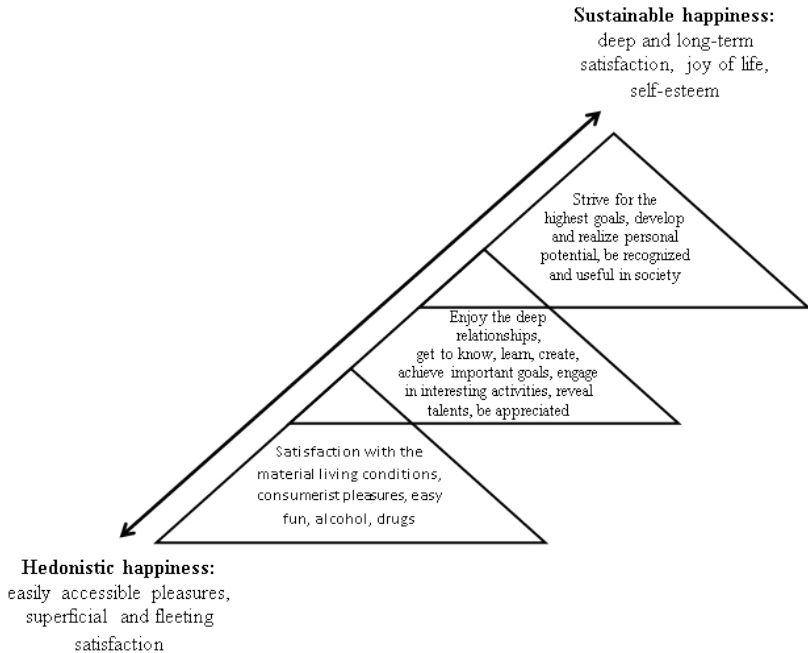 Sustainable happiness:
deep and long-term
satisfaction, joy of life,
self-esteem
Strive for the
highest goals, develop
and realize personal
potential, be recognized
and useful in society
Enjoy the deep
relationships,
get to know, learn, create,
achieve important goals, engage
in interesting activities, reveal
talents, be appreciated
Satisfaction with the
material living conditions,
consumerist pleasures, easy
fun, alcohol, drugs
Hedonistic happiness:
easily accessible pleasures,
superficial and fleeting
satisfaction